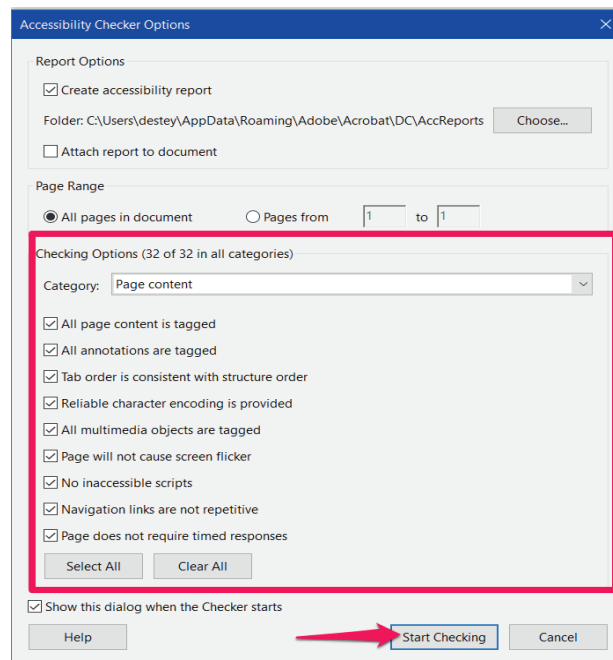 Accessibility Checker Options
Report Options
Create accessibility report
Folder: C:\Users\destey\AppData\Roaming\Adobe\Acrobat\DC\AccReports Choose...
Attach report to document
Page Range
All pages in document Pages from 1 to 1
Checking Options (32 of 32 in all categories)
Category: Page content
All page content is tagged
All annotations are tagged
Tab order is consistent with structure order
Reliable character encoding is provided
All multimedia objects are tagged
Page will not cause screen flicker
No inaccessible scripts
Navigation links are not repetitive
Page does not require timed responses
Select All Clear All
Show this dialog when the Checker starts
Help Start Checking Cancel